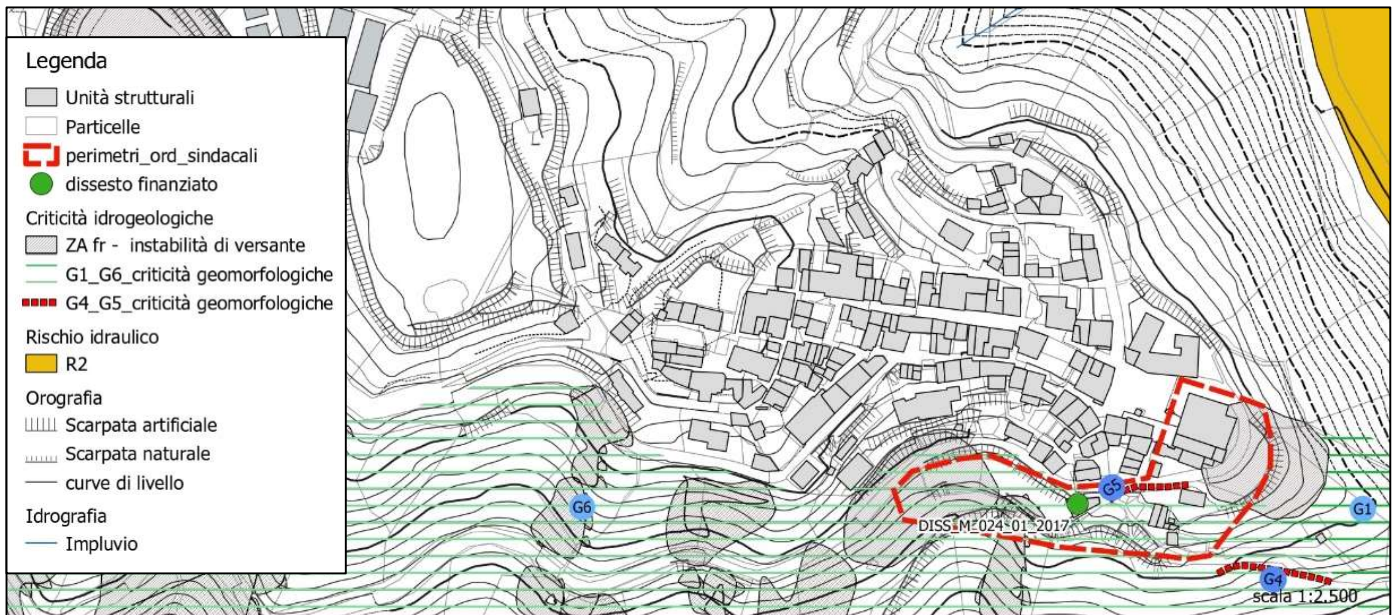 Legenda
Unità strutturali
Particelle
perimetri_ord_sindacali
dissesto finanziato
Criticità idrogeologiche
ZA fr - instabilità di versante
G1_G6_criticità geomorfologiche
G4_G5_criticità geomorfologiche
Rischio idraulico
R2
Orografia
Scarpata artificiale
Scarpata naturale
curve di livello
Idrografia
Impluvio
G5
G6
G1
DISS_M_024_01_2017
G4
scala 1:2.500